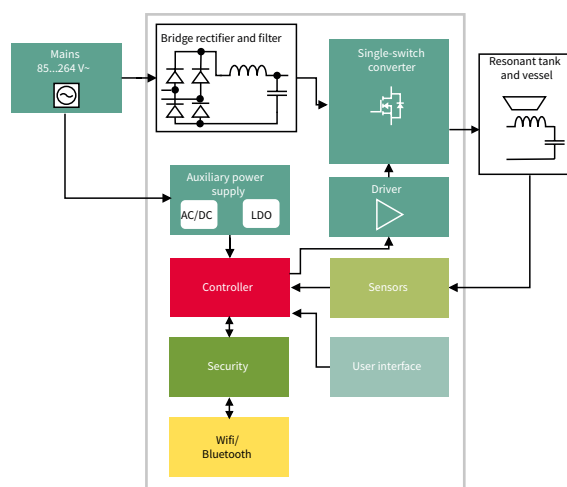 Mains
85...264 V~
Bridge rectifier and filter
Single-switch
converter
Resonant tank
and vessel
Auxiliary power
supply
AC/DC
LDO
Driver
Controller
Sensors
Security
User interface
Wifi/
Bluetooth